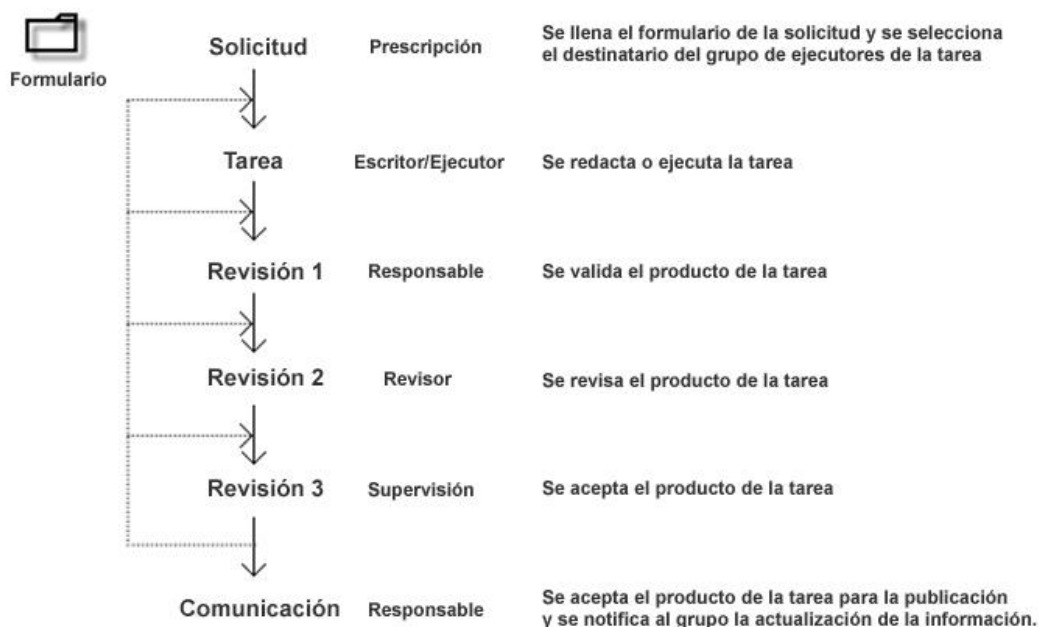 Formulario
Solicitud
Prescripción
Se llena el formulario de la solicitud y se selecciona
el destinatario del grupo de ejecutores de la tarea
Tarea
Escritor/Ejecutor
Se redacta o ejecuta la tarea
Revisión 1
Responsable
Se valida el producto de la tarea
Revisión 2
Revisor
Se revisa el producto de la tarea
Revisión 3
Supervisión
Se acepta el producto de la tarea
Comunicación
Responsable
Se acepta el producto de la tarea para la publicación
y se notifica al grupo la actualización de la información.